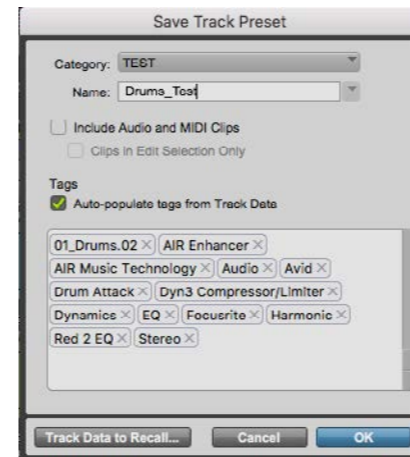 Save Track Preset
Category: TEST
Name: Drums_Test
Include Audio and MIDI Clips
Clips in Edit Selection Only
Tags
Auto-populate tags from Track Data
01_Drums.02 × AIR Enhancer ×
AIR Music Technology × Audio × Avid ×
Drum Attack × Dyn3 Compressor/Limiter ×
Dynamics × EQ × Focusrite × Harmonic ×
Red 2 EQ × Stereo ×
Track Data to Recall... Cancel OK